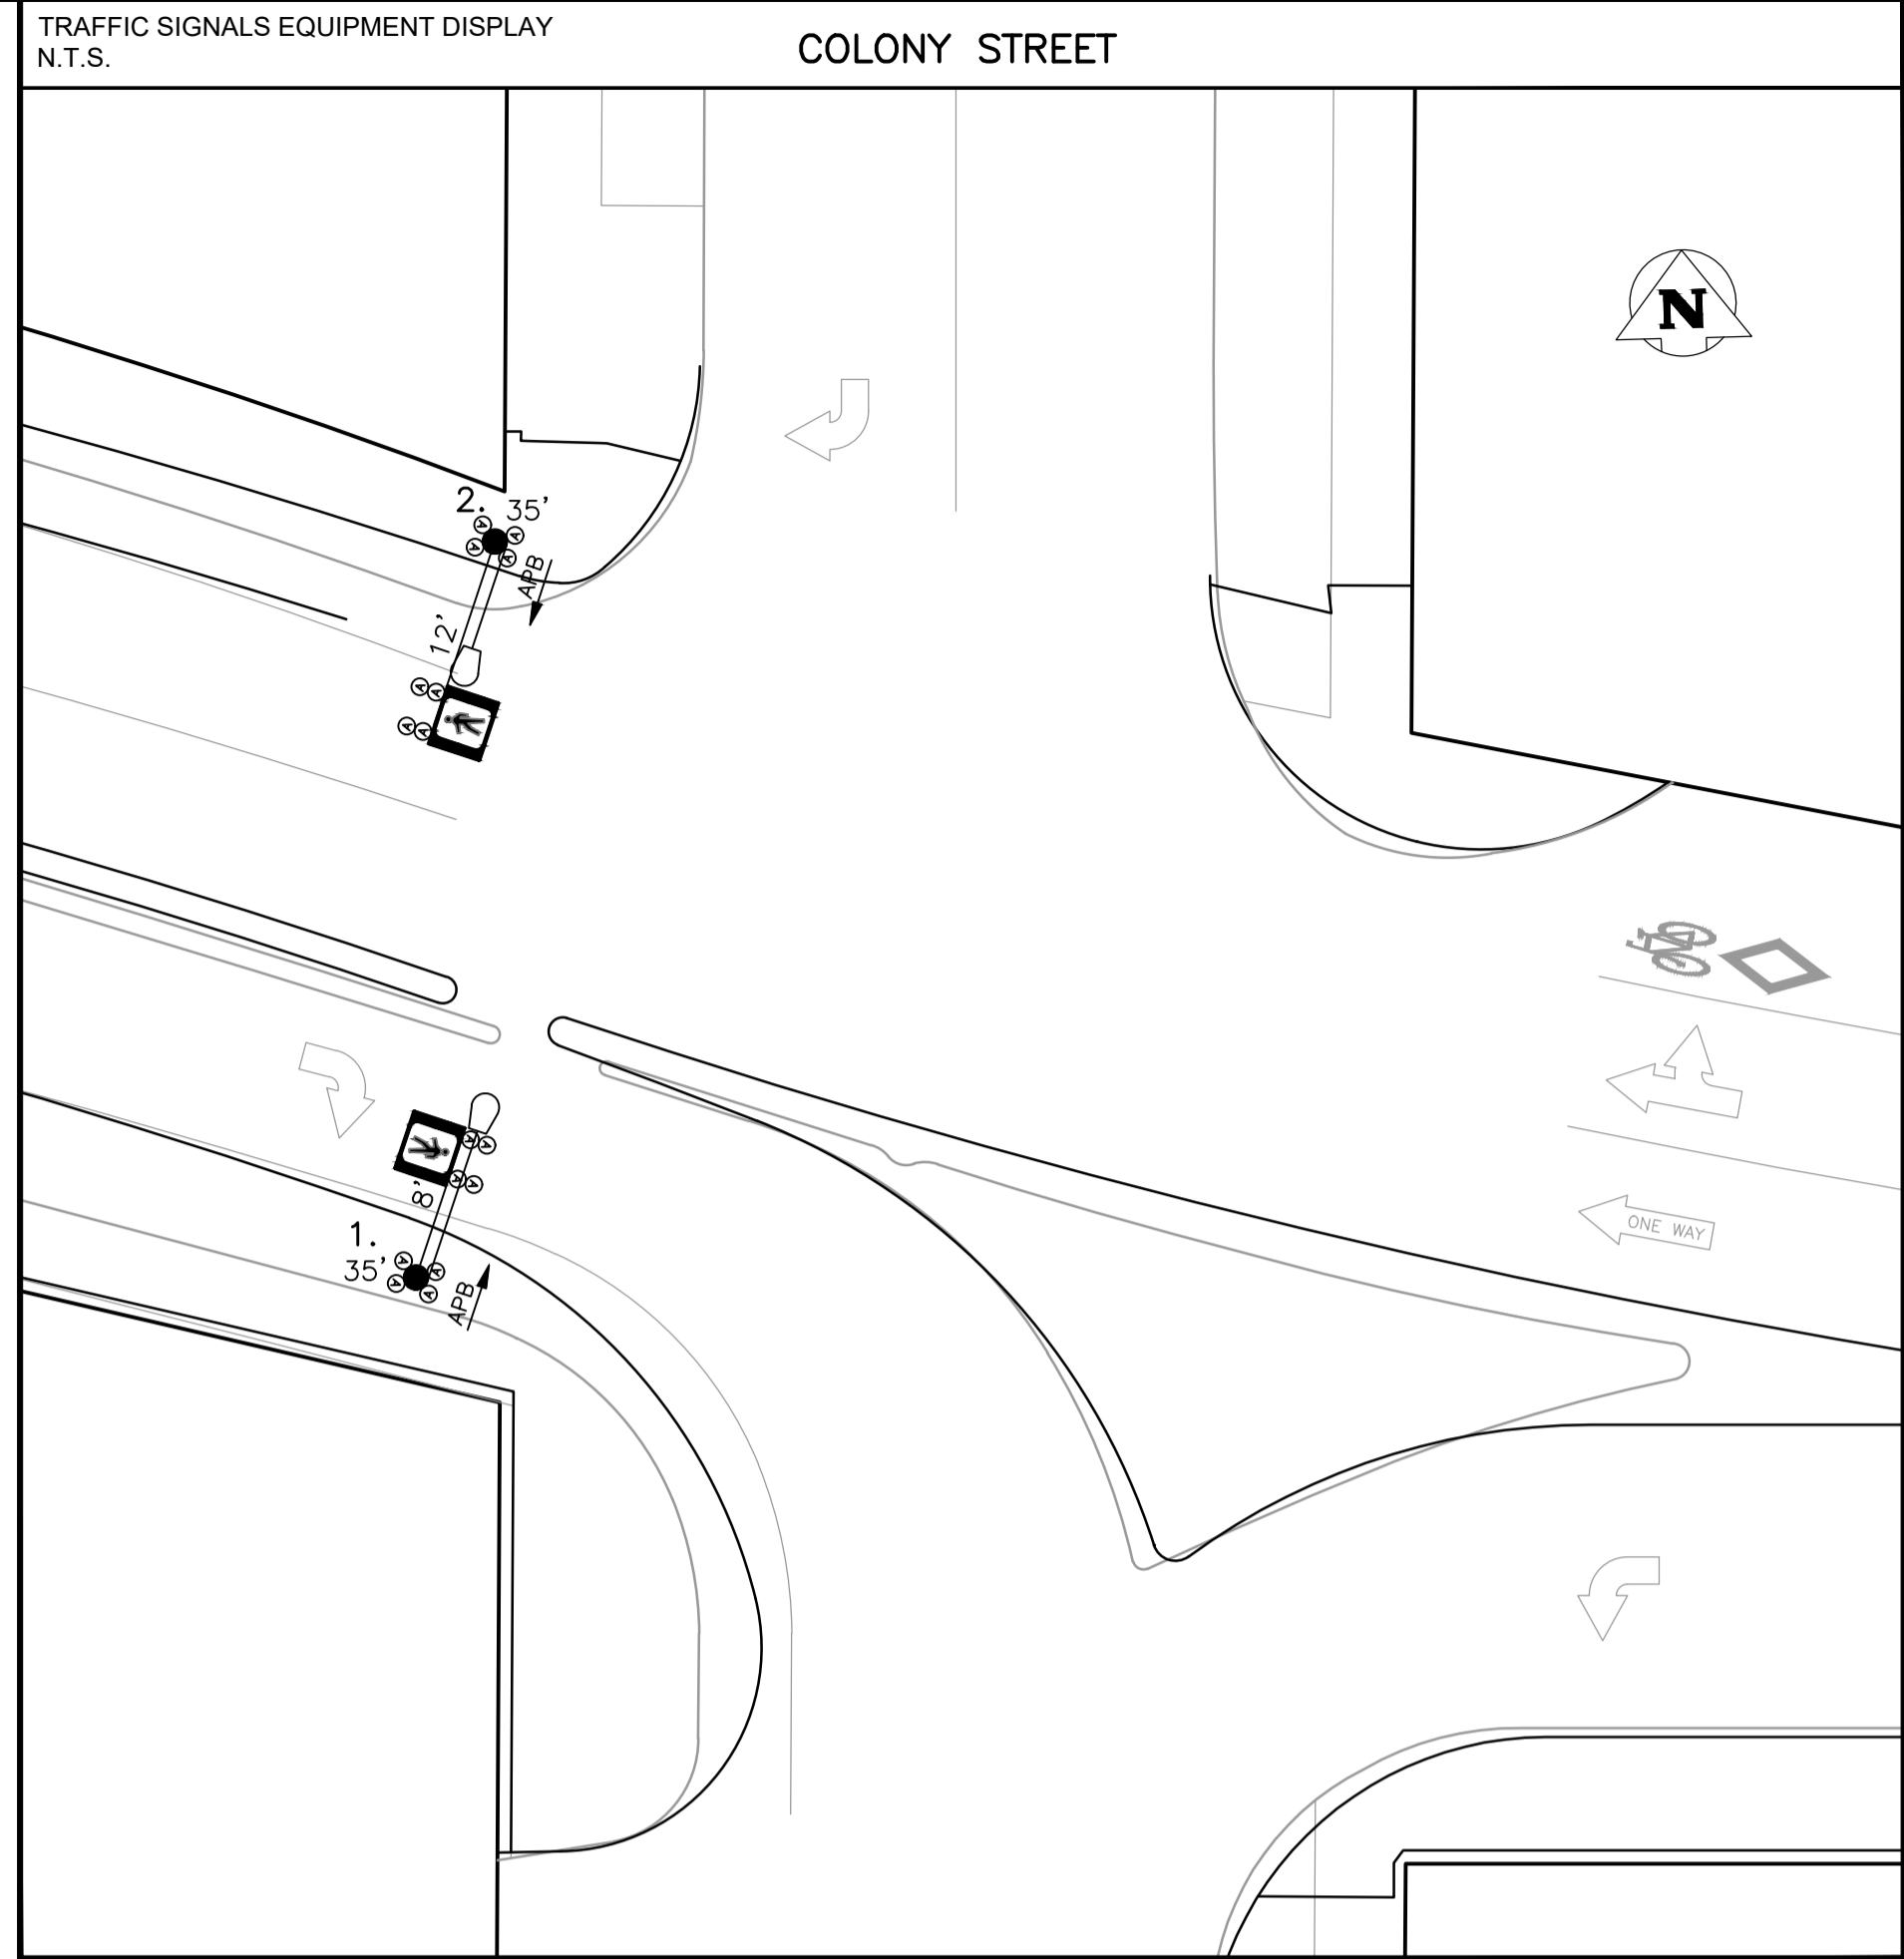 TRAFFIC SIGNALS EQUIPMENT DISPLAY
N.T.S.
COLONY STREET
N
2. 35'
A
A
A
A
APB
12'
A
A
A
A
ONE WAY
A
A
A
A
8'
1.
35'
A
A
A
A
APB